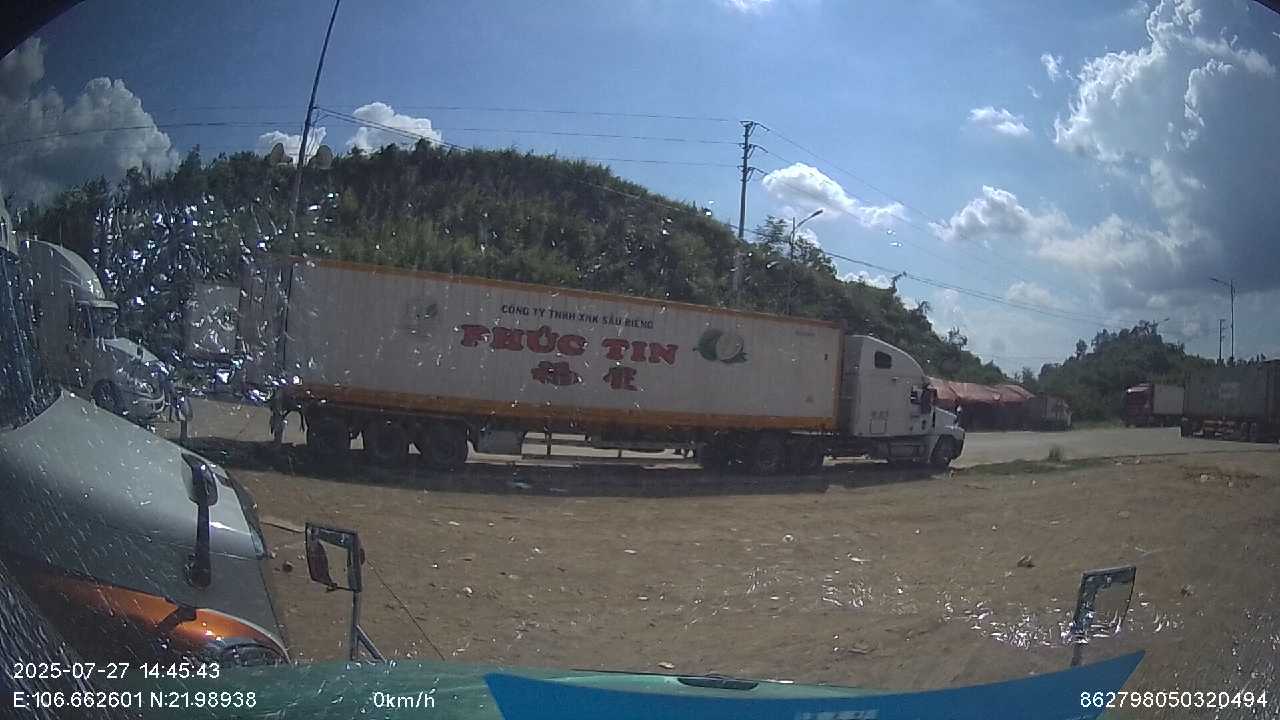 CÔNG TY TNHH XNK SẦU RIÊNG
PHÚC TIN
2025-07-27 14:45:43
E:106.662601 N:21.98938
0km/h
862798050320494